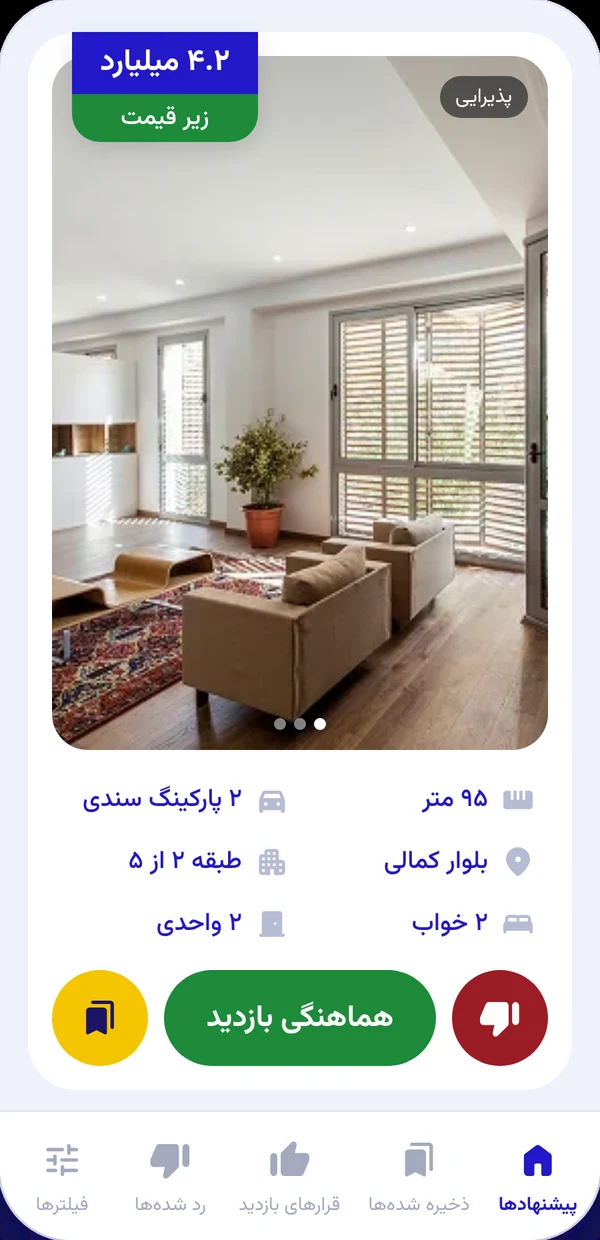 ۴.۲ میلیارد
زیر قیمت
پذیرایی
۹۵ متر
۲ پارکینگ سندی
بلوار کمالی
طبقه ۲ از ۵
۲ خواب
۲ واحدی
هماهنگی بازدید
پیشنهادها
ذخیره شده‌ها
قرارهای بازدید
رد شده‌ها
فیلترها